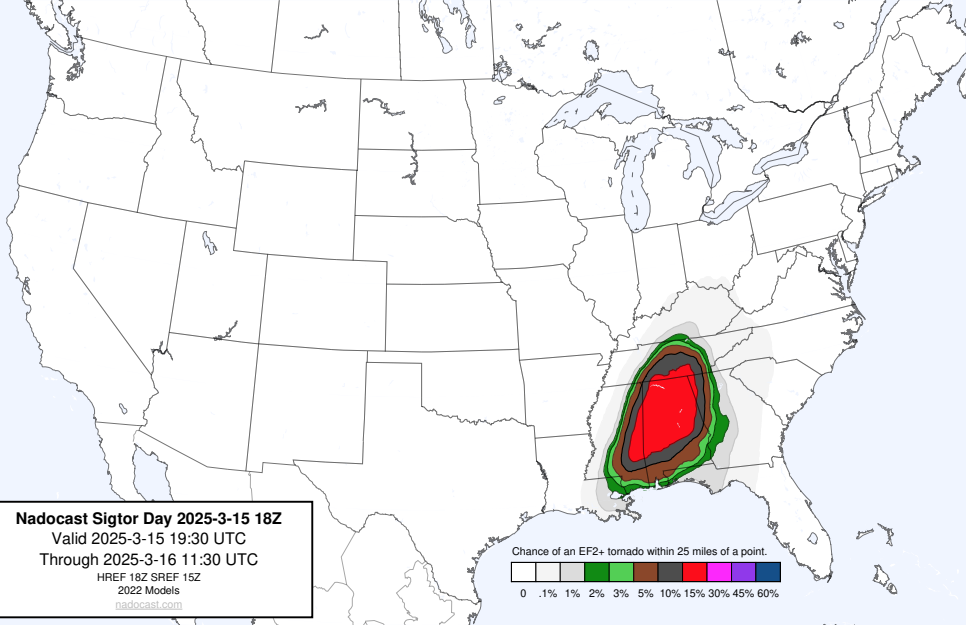 Nadocast Sigtor Day 2025-3-15 18Z
Valid 2025-3-15 19:30 UTC
Through 2025-3-16 11:30 UTC
HREF 18Z SREF 15Z
2022 Models
nadocast.com
Chance of an EF2+ tornado within 25 miles of a point.
0 .1% 1% 2% 3% 5% 10% 15% 30% 45% 60%